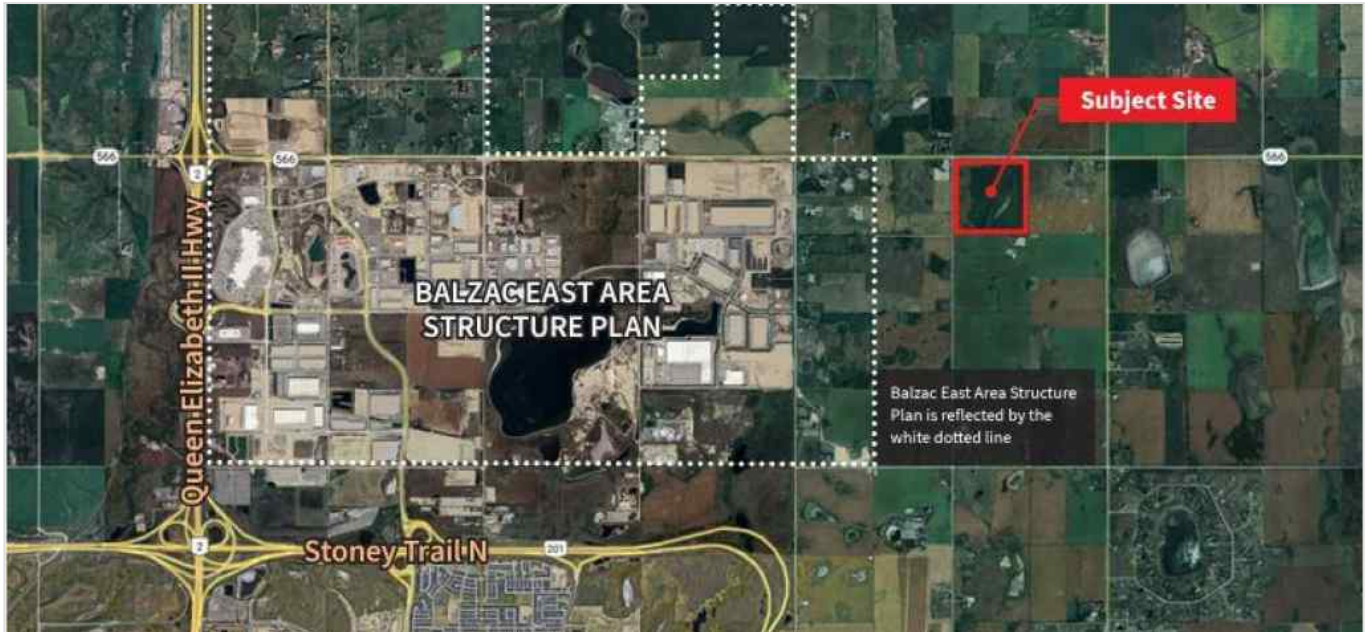 Subject Site
566
566
566
2
Queen Elizabeth II Hwy
BALZAC EAST AREA
STRUCTURE PLAN
Balzac East Area Structure
Plan is reflected by the
white dotted line
2
Stoney Trail N
201